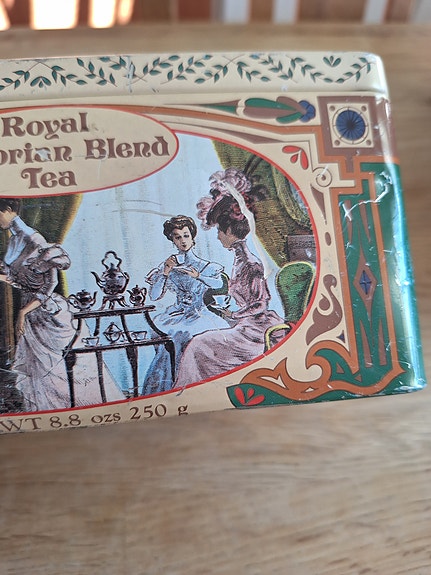 Royal
orian Blend
Tea
WT 8.8 ozs 250 g